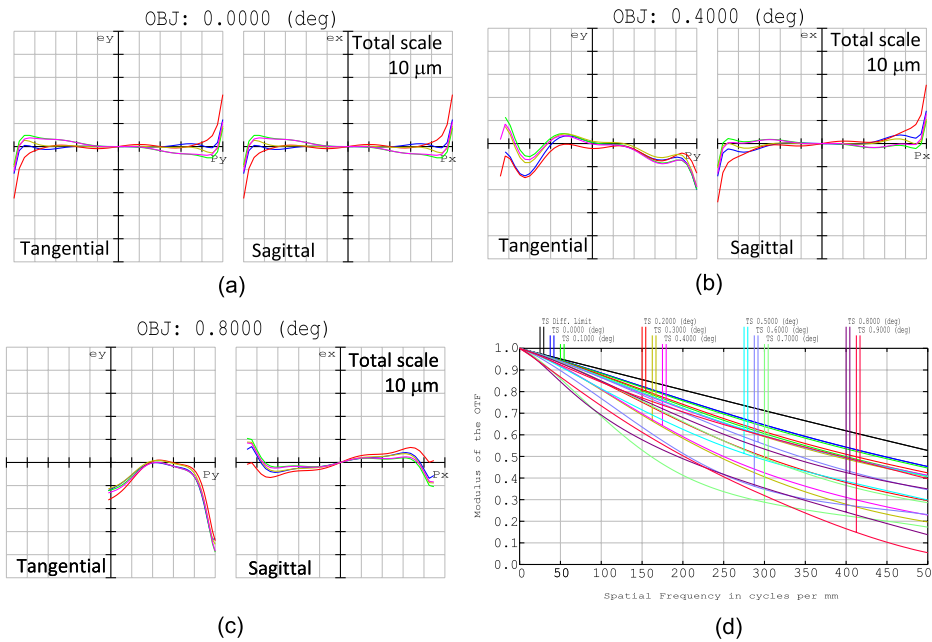 OBJ: 0.0000 (deg)
ey
ex
Total scale
10 µm
Py
Px
Tangential
Sagittal
(a)
OBJ: 0.4000 (deg)
ey
ex
Total scale
10 µm
Py
Px
Tangential
Sagittal
(b)
OBJ: 0.8000 (deg)
ey
ex
Total scale
10 µm
Py
Px
Tangential
Sagittal
(c)
TS Diff. limit
TS 0.0000 (deg)
TS 0.1000 (deg)
TS 0.2000 (deg)
TS 0.3000 (deg)
TS 0.4000 (deg)
TS 0.5000 (deg)
TS 0.6000 (deg)
TS 0.7000 (deg)
TS 0.8000 (deg)
TS 0.9000 (deg)
Modulus of the OTF
1.0
0.9
0.8
0.7
0.6
0.5
0.4
0.3
0.2
0.1
0.0
0 50 100 150 200 250 300 350 400 450 500
Spatial Frequency in cycles per mm
(d)